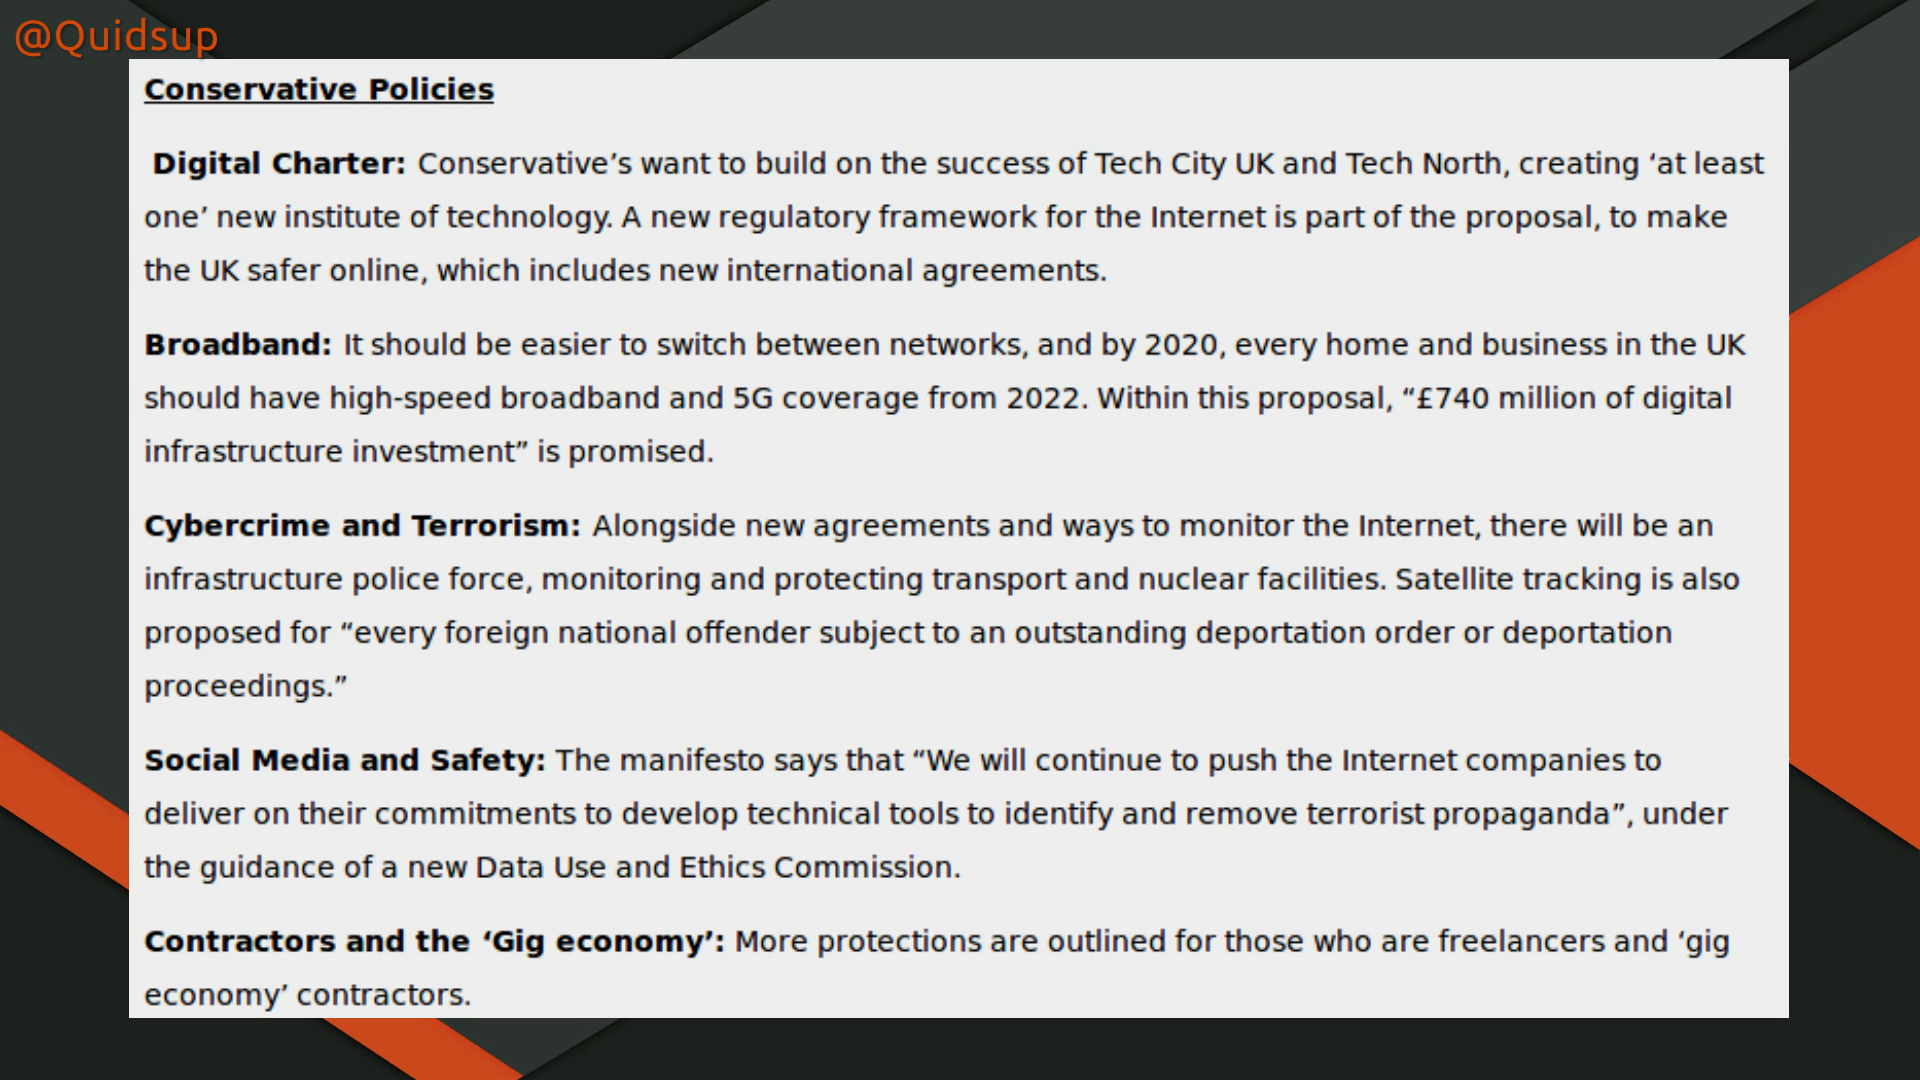 @Quidsup
Conservative Policies
Digital Charter: Conservative’s want to build on the success of Tech City UK and Tech North, creating ‘at least
one’ new institute of technology. A new regulatory framework for the Internet is part of the proposal, to make
the UK safer online, which includes new international agreements.
Broadband: It should be easier to switch between networks, and by 2020, every home and business in the UK
should have high-speed broadband and 5G coverage from 2022. Within this proposal, “£740 million of digital
infrastructure investment” is promised.
Cybercrime and Terrorism: Alongside new agreements and ways to monitor the Internet, there will be an
infrastructure police force, monitoring and protecting transport and nuclear facilities. Satellite tracking is also
proposed for “every foreign national offender subject to an outstanding deportation order or deportation
proceedings.”
Social Media and Safety: The manifesto says that “We will continue to push the Internet companies to
deliver on their commitments to develop technical tools to identify and remove terrorist propaganda”, under
the guidance of a new Data Use and Ethics Commission.
Contractors and the ‘Gig economy’: More protections are outlined for those who are freelancers and ‘gig
economy’ contractors.